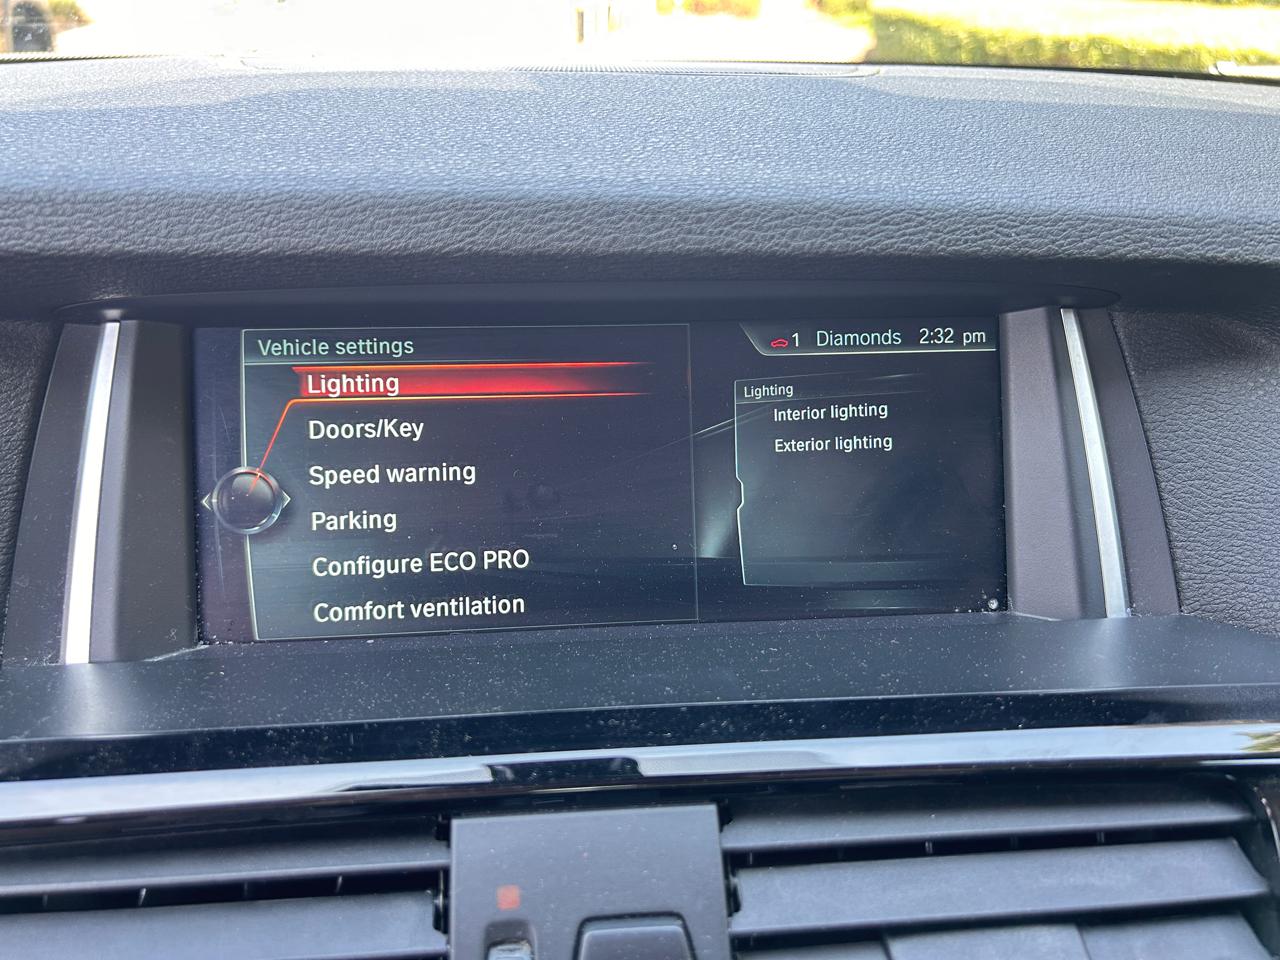 Vehicle settings
1 Diamonds 2:32 pm
Lighting
Doors/Key
Speed warning
Parking
Configure ECO PRO
Comfort ventilation
Lighting
Interior lighting
Exterior lighting